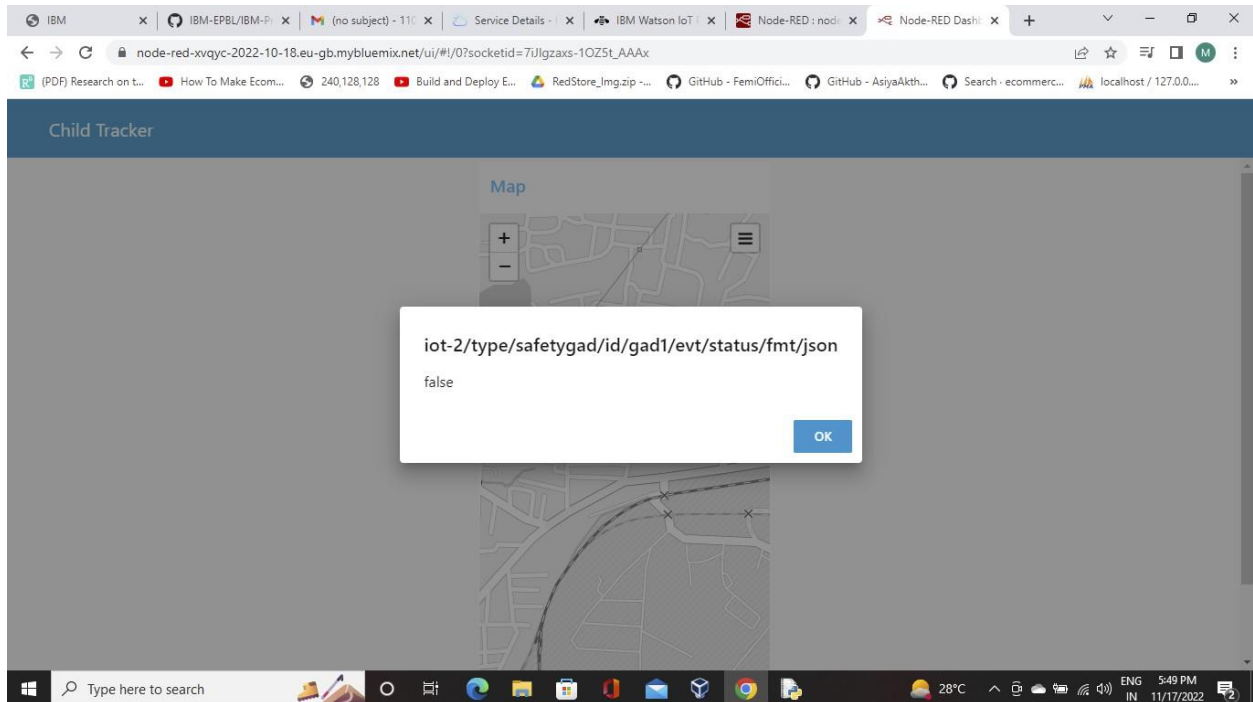 IBM
IBM-EPBL/IBM-P
(no subject) - 110
Service Details -
IBM Watson IoT
Node-RED : node
Node-RED Dash
node-red-xvqyc-2022-10-18.eu-gb.mybluemix.net/ui/#!/0?socketid=7iJlgzaxs-1OZ5t_AAAx
(PDF) Research on t...
How To Make Ecom...
240,128,128
Build and Deploy E...
RedStore_Img.zip -...
GitHub - FemiOffici...
GitHub - AsiyaAkth...
Search · ecommerc...
localhost / 127.0.0....
Child Tracker
Map
iot-2/type/safetygad/id/gad1/evt/status/fmt/json
false
OK
Type here to search
28°C
ENG
IN
5:49 PM
11/17/2022